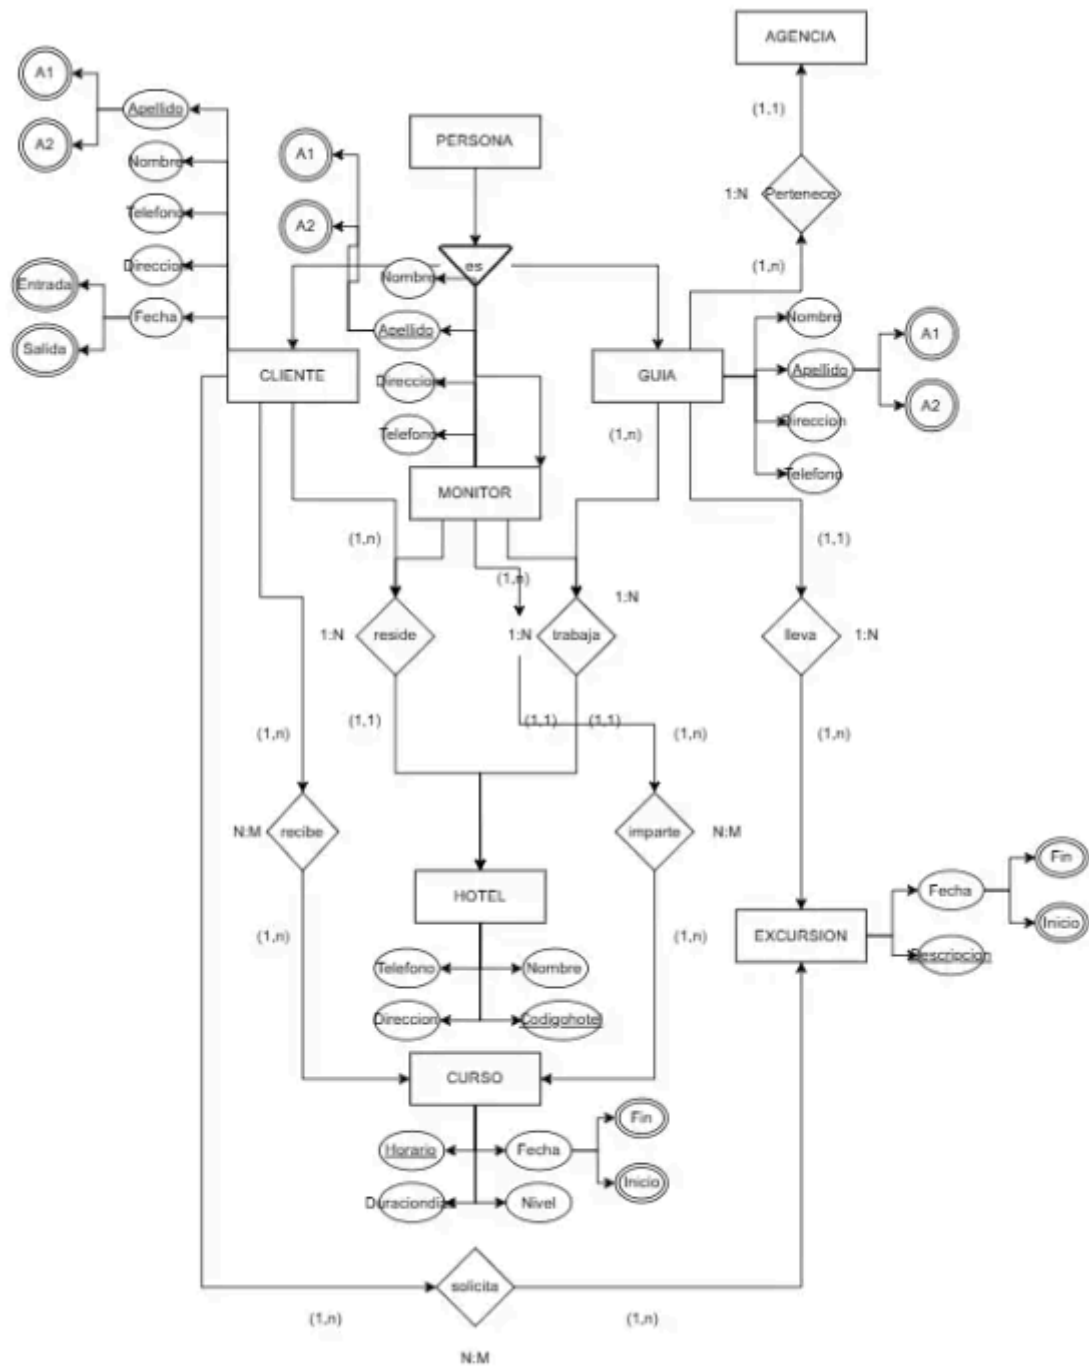 AGENCIA
A1
Apellido
(1,1)
A2
PERSONA
A1
Nombre
1:N
Pertenece
Telefono
A2
Direccion
es
(1,n)
Entrada
Nombre
Fecha
Nombre
Salida
Apellido
A1
CLIENTE
GUIA
Apellido
Direccion
A2
Direccion
Telefono
(1,n)
Telefono
MONITOR
(1,n)
(1,1)
(1,n)
1:N
1:N
reside
1:N
trabaja
lleva
1:N
(1,1)
(1,1)
(1,1)
(1,n)
(1,n)
(1,n)
N:M
recibe
imparte
N:M
Fin
HOTEL
Fecha
(1,n)
(1,n)
EXCURSION
Inicio
Descripcion
Telefono
Nombre
Direccion
Codigohotel
CURSO
Fin
Horario
Fecha
Inicio
Duraciondia
Nivel
solicita
(1,n)
(1,n)
N:M